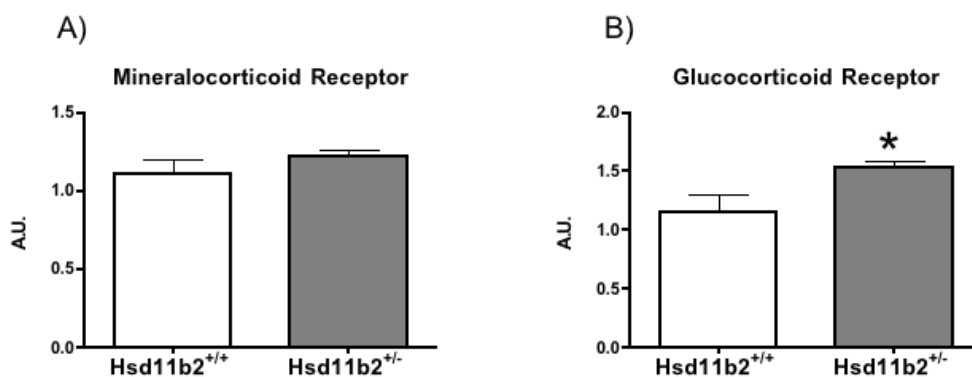 A)
Mineralocorticoid Receptor
1.5
1.0
0.5
0.0
A.U.
Hsd11b2+/+
Hsd11b2+/-
B)
Glucocorticoid Receptor
2.0
1.5
1.0
0.5
0.0
A.U.
*
Hsd11b2+/+
Hsd11b2+/-